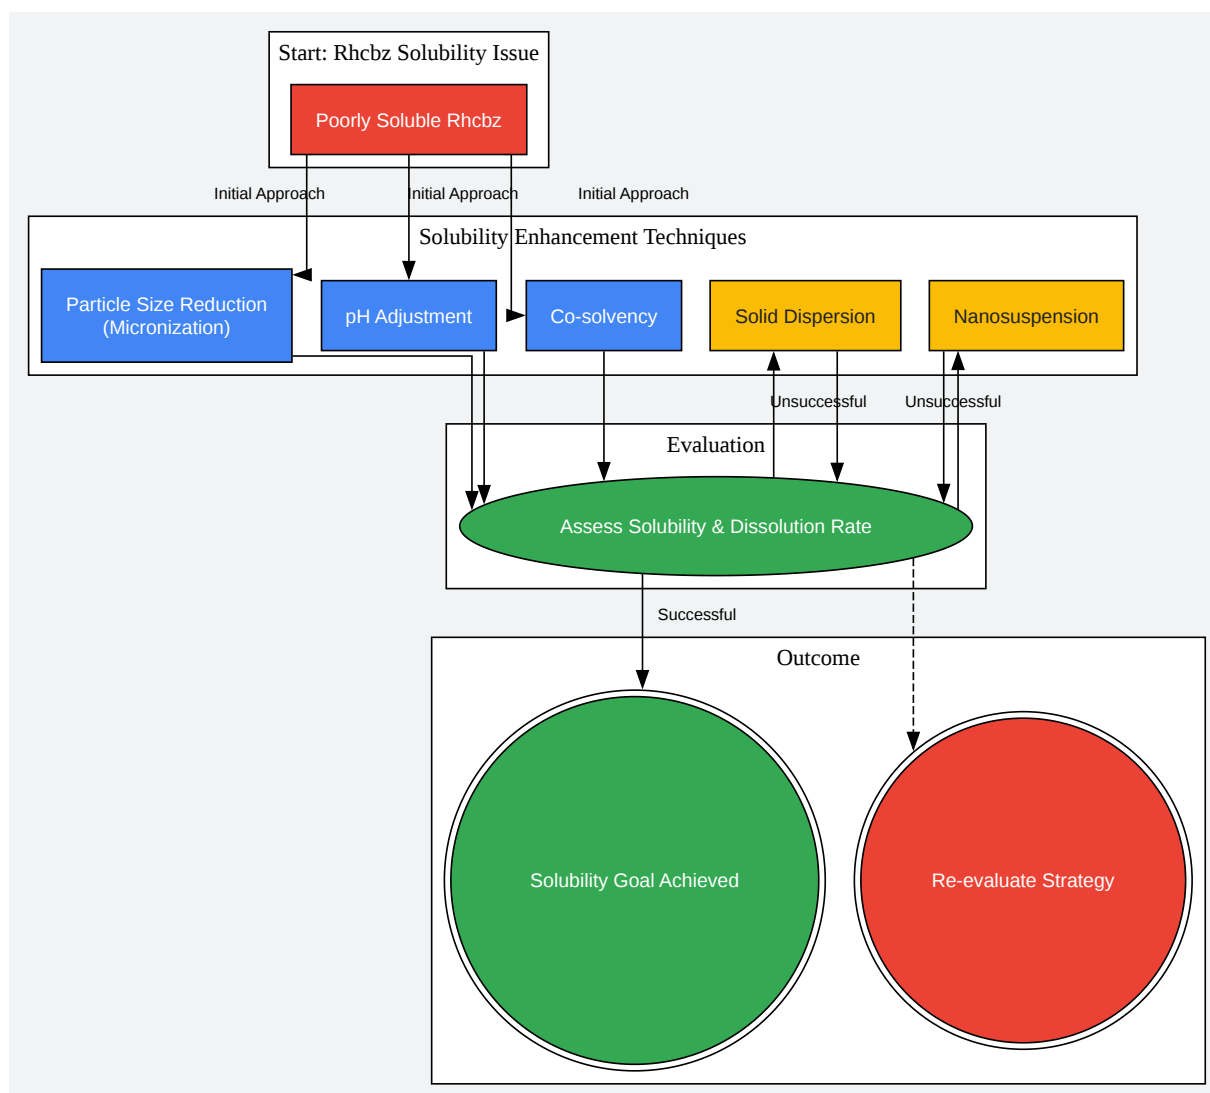 Start: Rhcbz Solubility Issue
Poorly Soluble Rhcbz
Initial Approach
Initial Approach
Initial Approach
Solubility Enhancement Techniques
Particle Size Reduction
(Micronization)
pH Adjustment
Co-solvency
Solid Dispersion
Nanosuspension
Unsuccessful
Unsuccessful
Evaluation
Assess Solubility & Dissolution Rate
Successful
Outcome
Solubility Goal Achieved
Re-evaluate Strategy